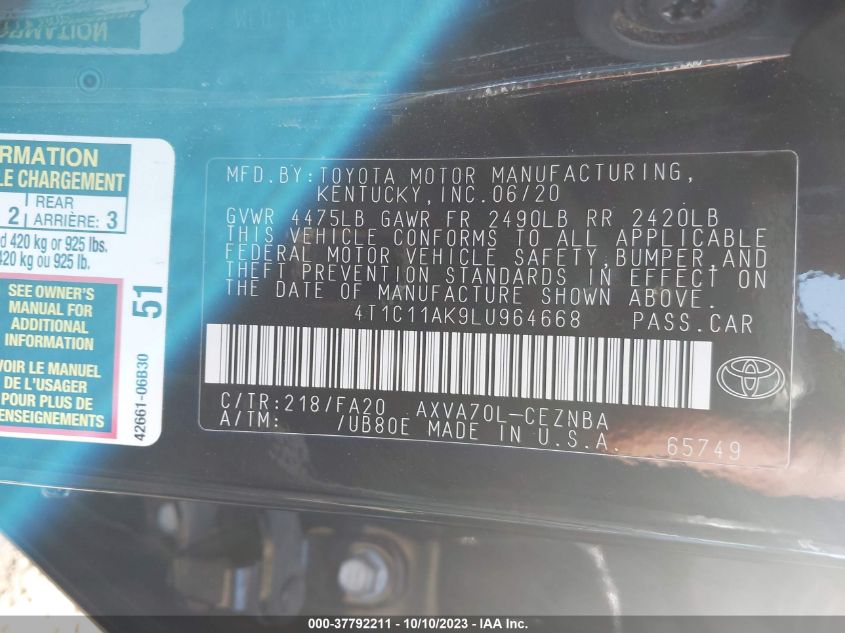 RMATION
LE CHARGEMENT
2 REAR
ARRIÈRE: 3
d 420 kg or 925 lbs.
420 kg ou 925 lb.
SEE OWNER'S
MANUAL FOR
ADDITIONAL
INFORMATION
VOIR LE MANUEL
DE L'USAGER
POUR PLUS DE
RENSEIGNEMENTS
51
42661-06B30
MFD.BY:TOYOTA MOTOR MANUFACTURING,
KENTUCKY,INC.06/20
GVWR 4475LB GAWR FR 2490LB RR 2420LB
THIS VEHICLE CONFORMS TO ALL APPLICABLE
FEDERAL MOTOR VEHICLE SAFETY,BUMPER,AND
THEFT PREVENTION STANDARDS IN EFFECT ON
THE DATE OF MANUFACTURE SHOWN ABOVE.
4T1C11AK9LU964668 PASS.CAR
C/TR:218/FA20 AXVA70L-CEZNBA
A/TM: /UB80E MADE IN U.S.A. 65749
000-37792211 - 10/10/2023 - IAA Inc.